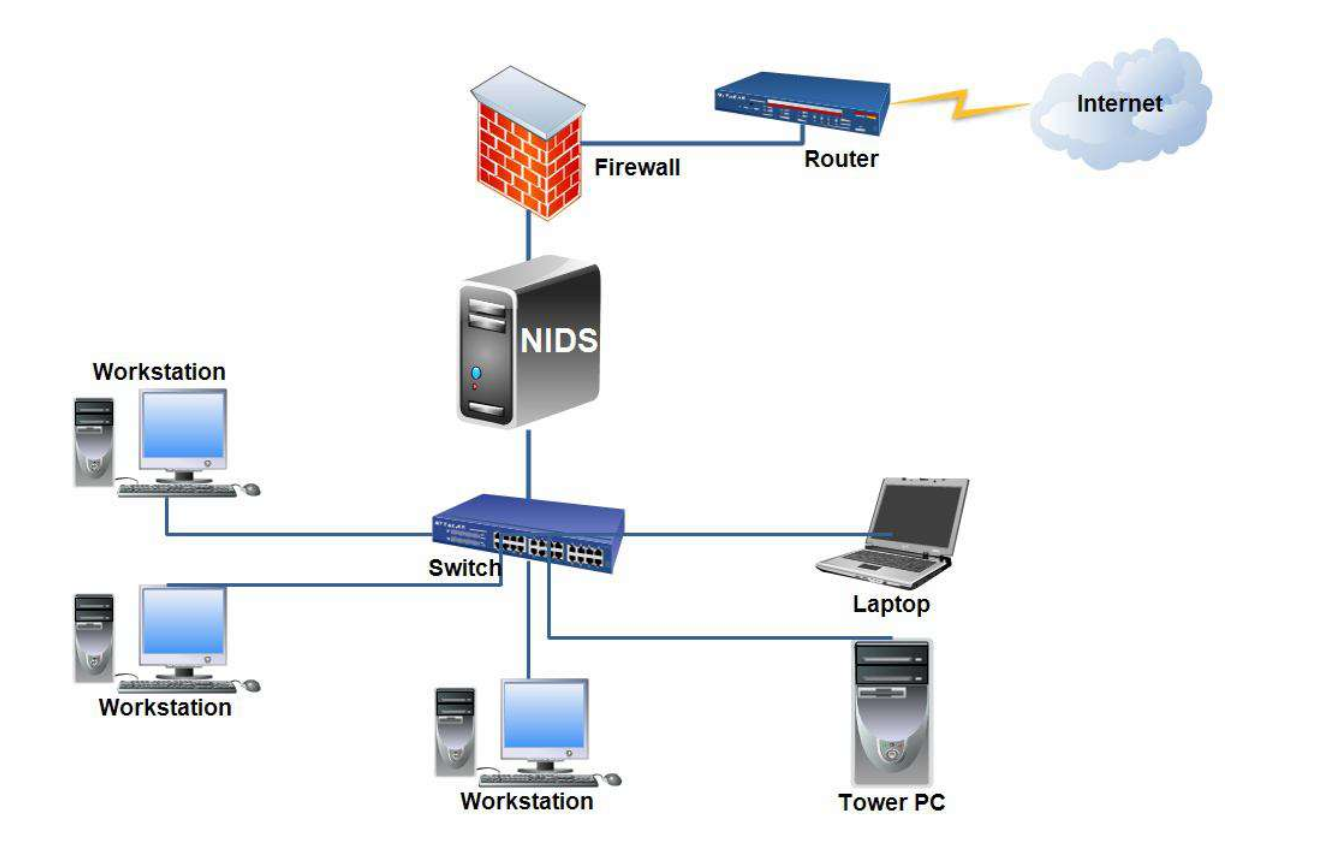 Internet
Router
Firewall
NIDS
Workstation
Switch
Laptop
Workstation
Workstation
Tower PC